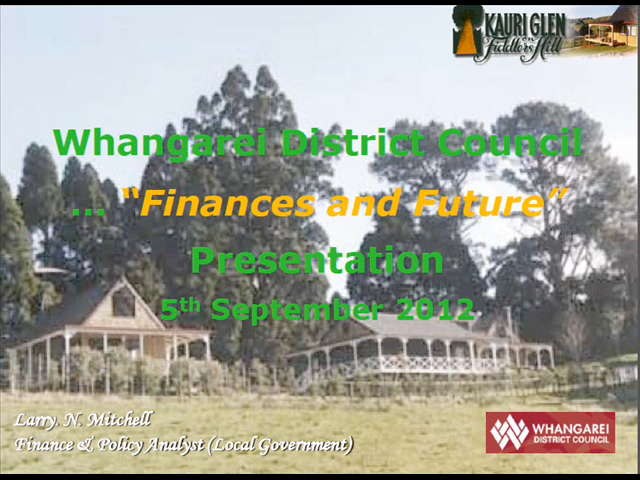 KAURI GLEN
on
Fiddlers Hill
Whangarei District Council
... “Finances and Future”
Presentation
5th September 2012
Larry. N. Mitchell
Finance & Policy Analyst (Local Government)
WHANGAREI
DISTRICT COUNCIL